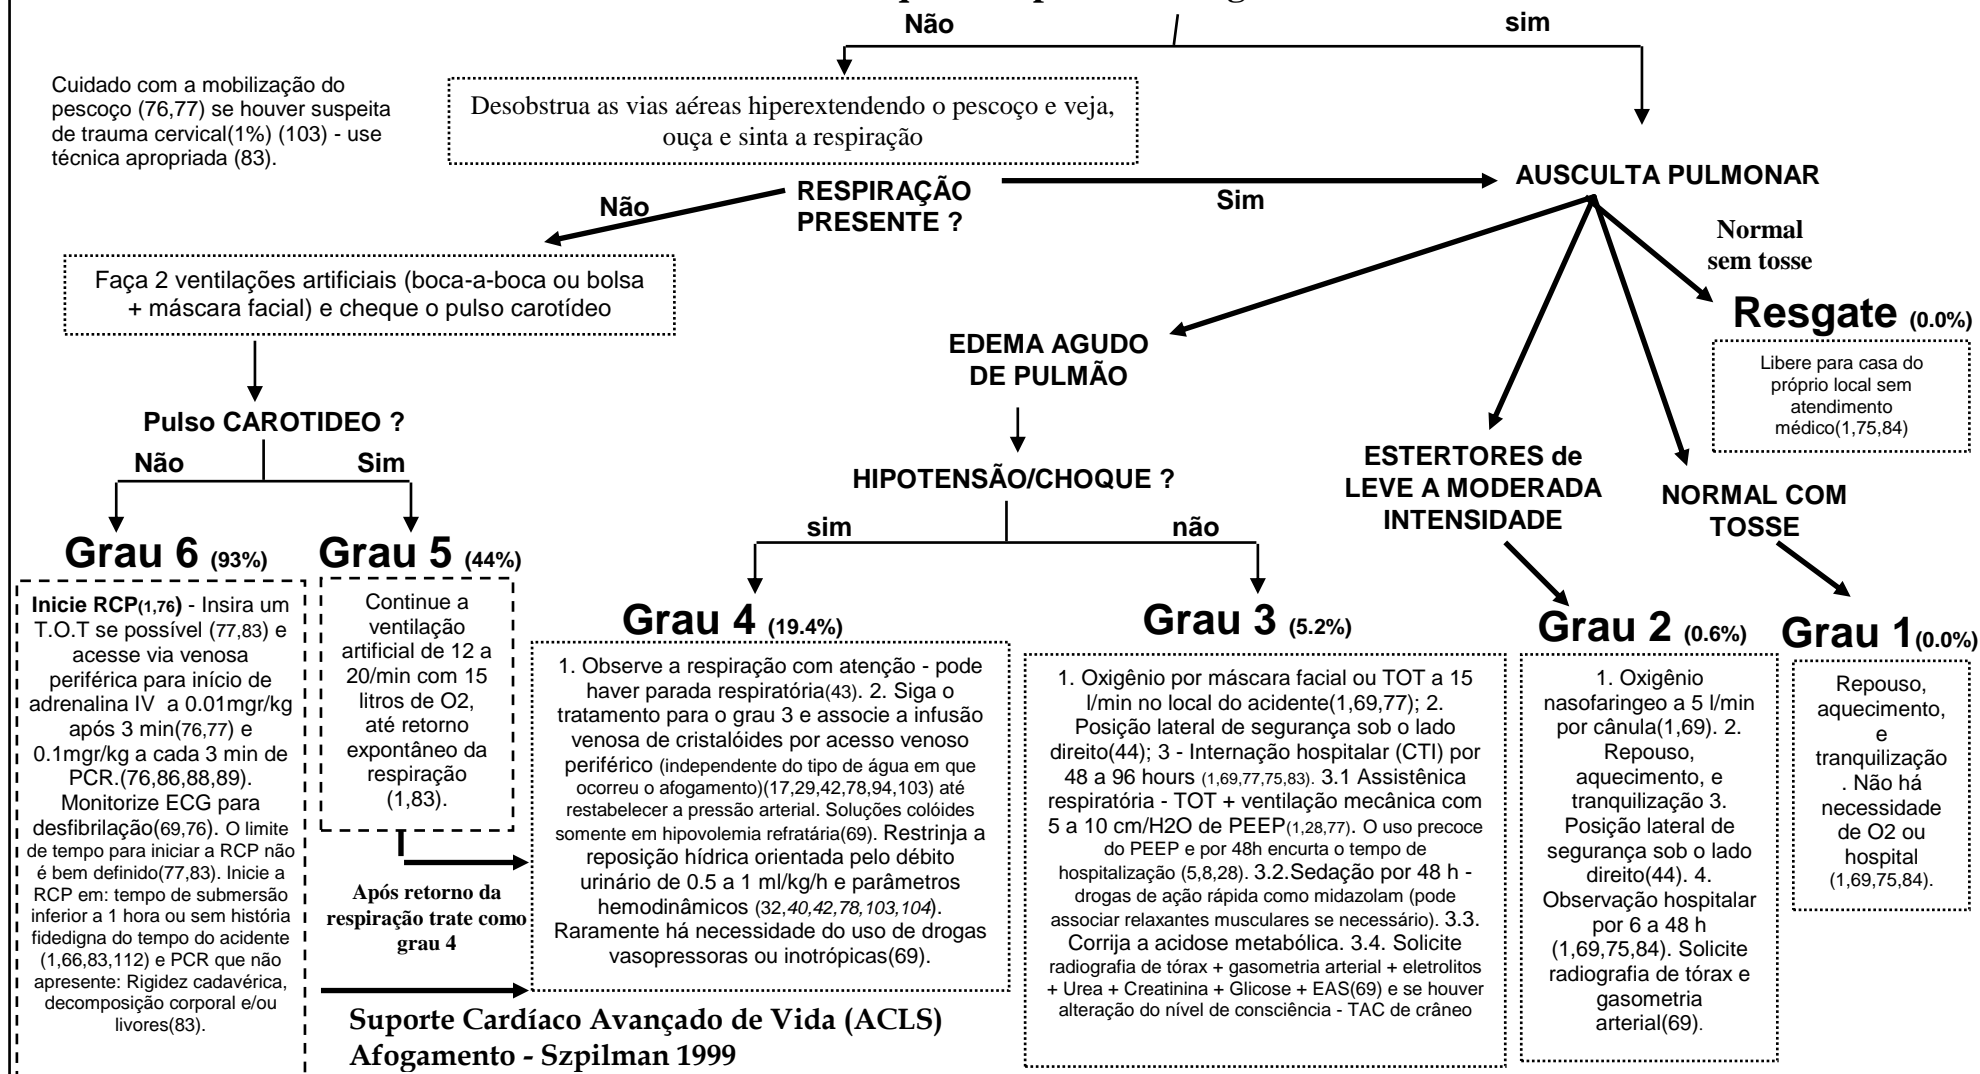 Não
sim
Cuidado com a mobilização do
pescoço (76,77) se houver suspeita
de trauma cervical(1%) (103) - use
técnica apropriada (83).
Desobstrua as vias aéreas hiperextendendo o pescoço e veja,
ouça e sinta a respiração
RESPIRAÇÃO
PRESENTE ?
Não
Sim
AUSCULTA PULMONAR
Normal
sem tosse
Resgate (0.0%)
Libere para casa do
próprio local sem
atendimento
médico(1,75,84)
Faça 2 ventilações artificiais (boca-a-boca ou bolsa
+ máscara facial) e cheque o pulso carotídeo
EDEMA AGUDO
DE PULMÃO
Pulso CAROTIDEO ?
Não
Sim
HIPOTENSÃO/CHOQUE ?
sim
não
ESTERTORES de
LEVE A MODERADA
INTENSIDADE
NORMAL COM
TOSSE
Grau 6 (93%)
Inicie RCP(1,76) - Insira um
T.O.T se possível (77,83) e
acesse via venosa
periférica para início de
adrenalina IV a 0.01mgr/kg
após 3 min(76,77) e
0.1mgr/kg a cada 3 min de
PCR.(76,86,88,89).
Monitorize ECG para
desfibrilação(69,76). O limite
de tempo para iniciar a RCP não
é bem definido(77,83). Inicie a
RCP em: tempo de submersão
inferior a 1 hora ou sem história
fidedigna do tempo do acidente
(1,66,83,112) e PCR que não
apresente: Rigidez cadavérica,
decomposição corporal e/ou
livores(83).
Grau 5 (44%)
Continue a
ventilação
artificial de 12 a
20/min com 15
litros de O2,
até retorno
expontâneo da
respiração
(1,83).
Após retorno da
respiração trate como
grau 4
Grau 4 (19.4%)
1. Observe a respiração com atenção - pode
haver parada respiratória(43). 2. Siga o
tratamento para o grau 3 e associe a infusão
venosa de cristalóides por acesso venoso
periférico (independente do tipo de água em que
ocorreu o afogamento)(17,29,42,78,94,103) até
restabelecer a pressão arterial. Soluções colóides
somente em hipovolemia refratária(69). Restrinja a
reposição hídrica orientada pelo débito
urinário de 0.5 a 1 ml/kg/h e parâmetros
hemodinâmicos (32,40,42,78,103,104).
Raramente há necessidade do uso de drogas
vasopressoras ou inotrópicas(69).
Grau 3 (5.2%)
1. Oxigênio por máscara facial ou TOT a 15
l/min no local do acidente(1,69,77); 2.
Posição lateral de segurança sob o lado
direito(44); 3 - Internação hospitalar (CTI) por
48 a 96 hours (1,69,77,75,83). 3.1 Assistênica
respiratória - TOT + ventilação mecânica com
5 a 10 cm/H2O de PEEP(1,28,77). O uso precoce
do PEEP e por 48h encurta o tempo de
hospitalização (5,8,28). 3.2.Sedação por 48 h -
drogas de ação rápida como midazolam (pode
associar relaxantes musculares se necessário). 3.3.
Corrija a acidose metabólica. 3.4. Solicite
radiografia de tórax + gasometria arterial + eletrolitos
+ Urea + Creatinina + Glicose + EAS(69) e se houver
alteração do nível de consciência - TAC de crâneo
Grau 2 (0.6%)
1. Oxigênio
nasofaringeo a 5 l/min
por cânula(1,69). 2.
Repouso,
aquecimento, e
tranquilização 3.
Posição lateral de
segurança sob o lado
direito(44). 4.
Observação hospitalar
por 6 a 48 h
(1,69,75,84). Solicite
radiografia de tórax e
gasometria
arterial(69).
Grau 1(0.0%)
Repouso,
aquecimento,
e
tranquilização
. Não há
necessidade
de O2 ou
hospital
(1,69,75,84).
Suporte Cardíaco Avançado de Vida (ACLS)
Afogamento - Szpilman 1999